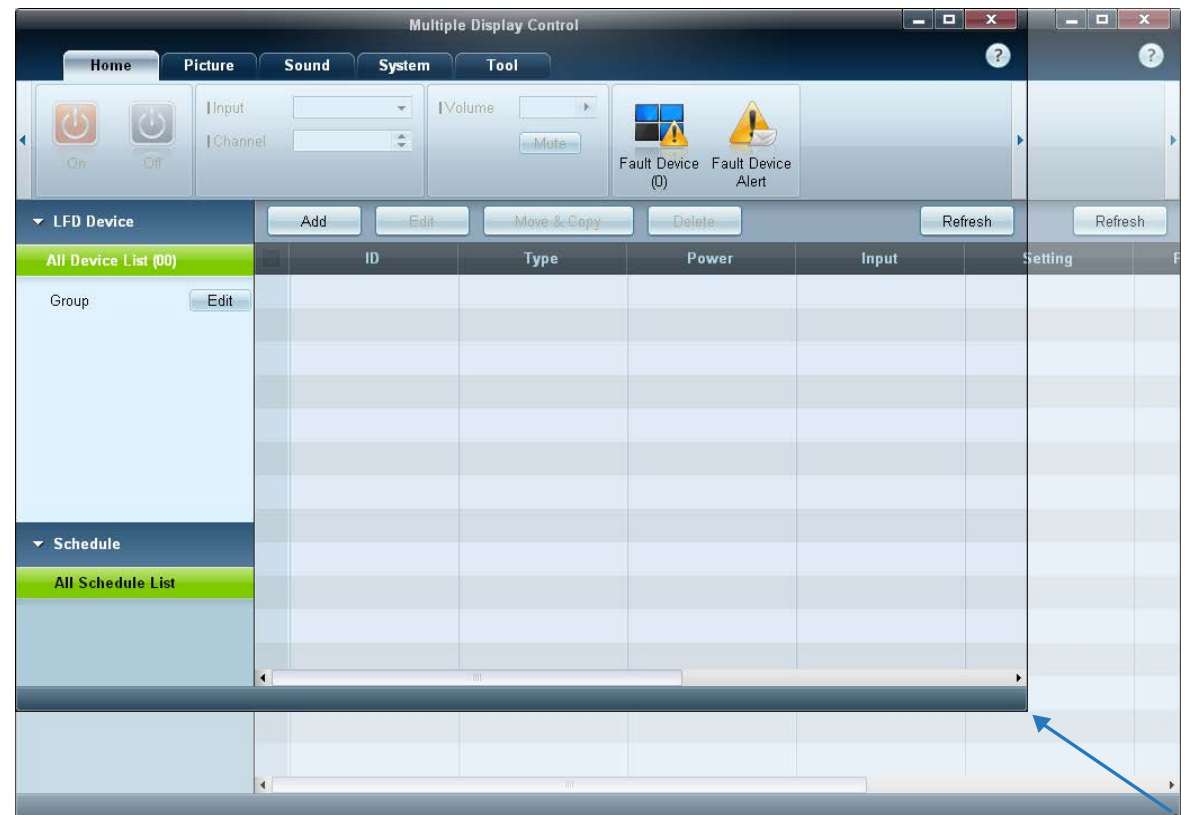 Multiple Display Control
Home Picture Sound System Tool
Input
Volume
Channel
Mute
On Off
Fault Device (0)
Fault Device Alert
LFD Device
Add Edit Move & Copy Delete Refresh Refresh
All Device List (00)
ID Type Power Input Setting
Group Edit
Schedule
All Schedule List